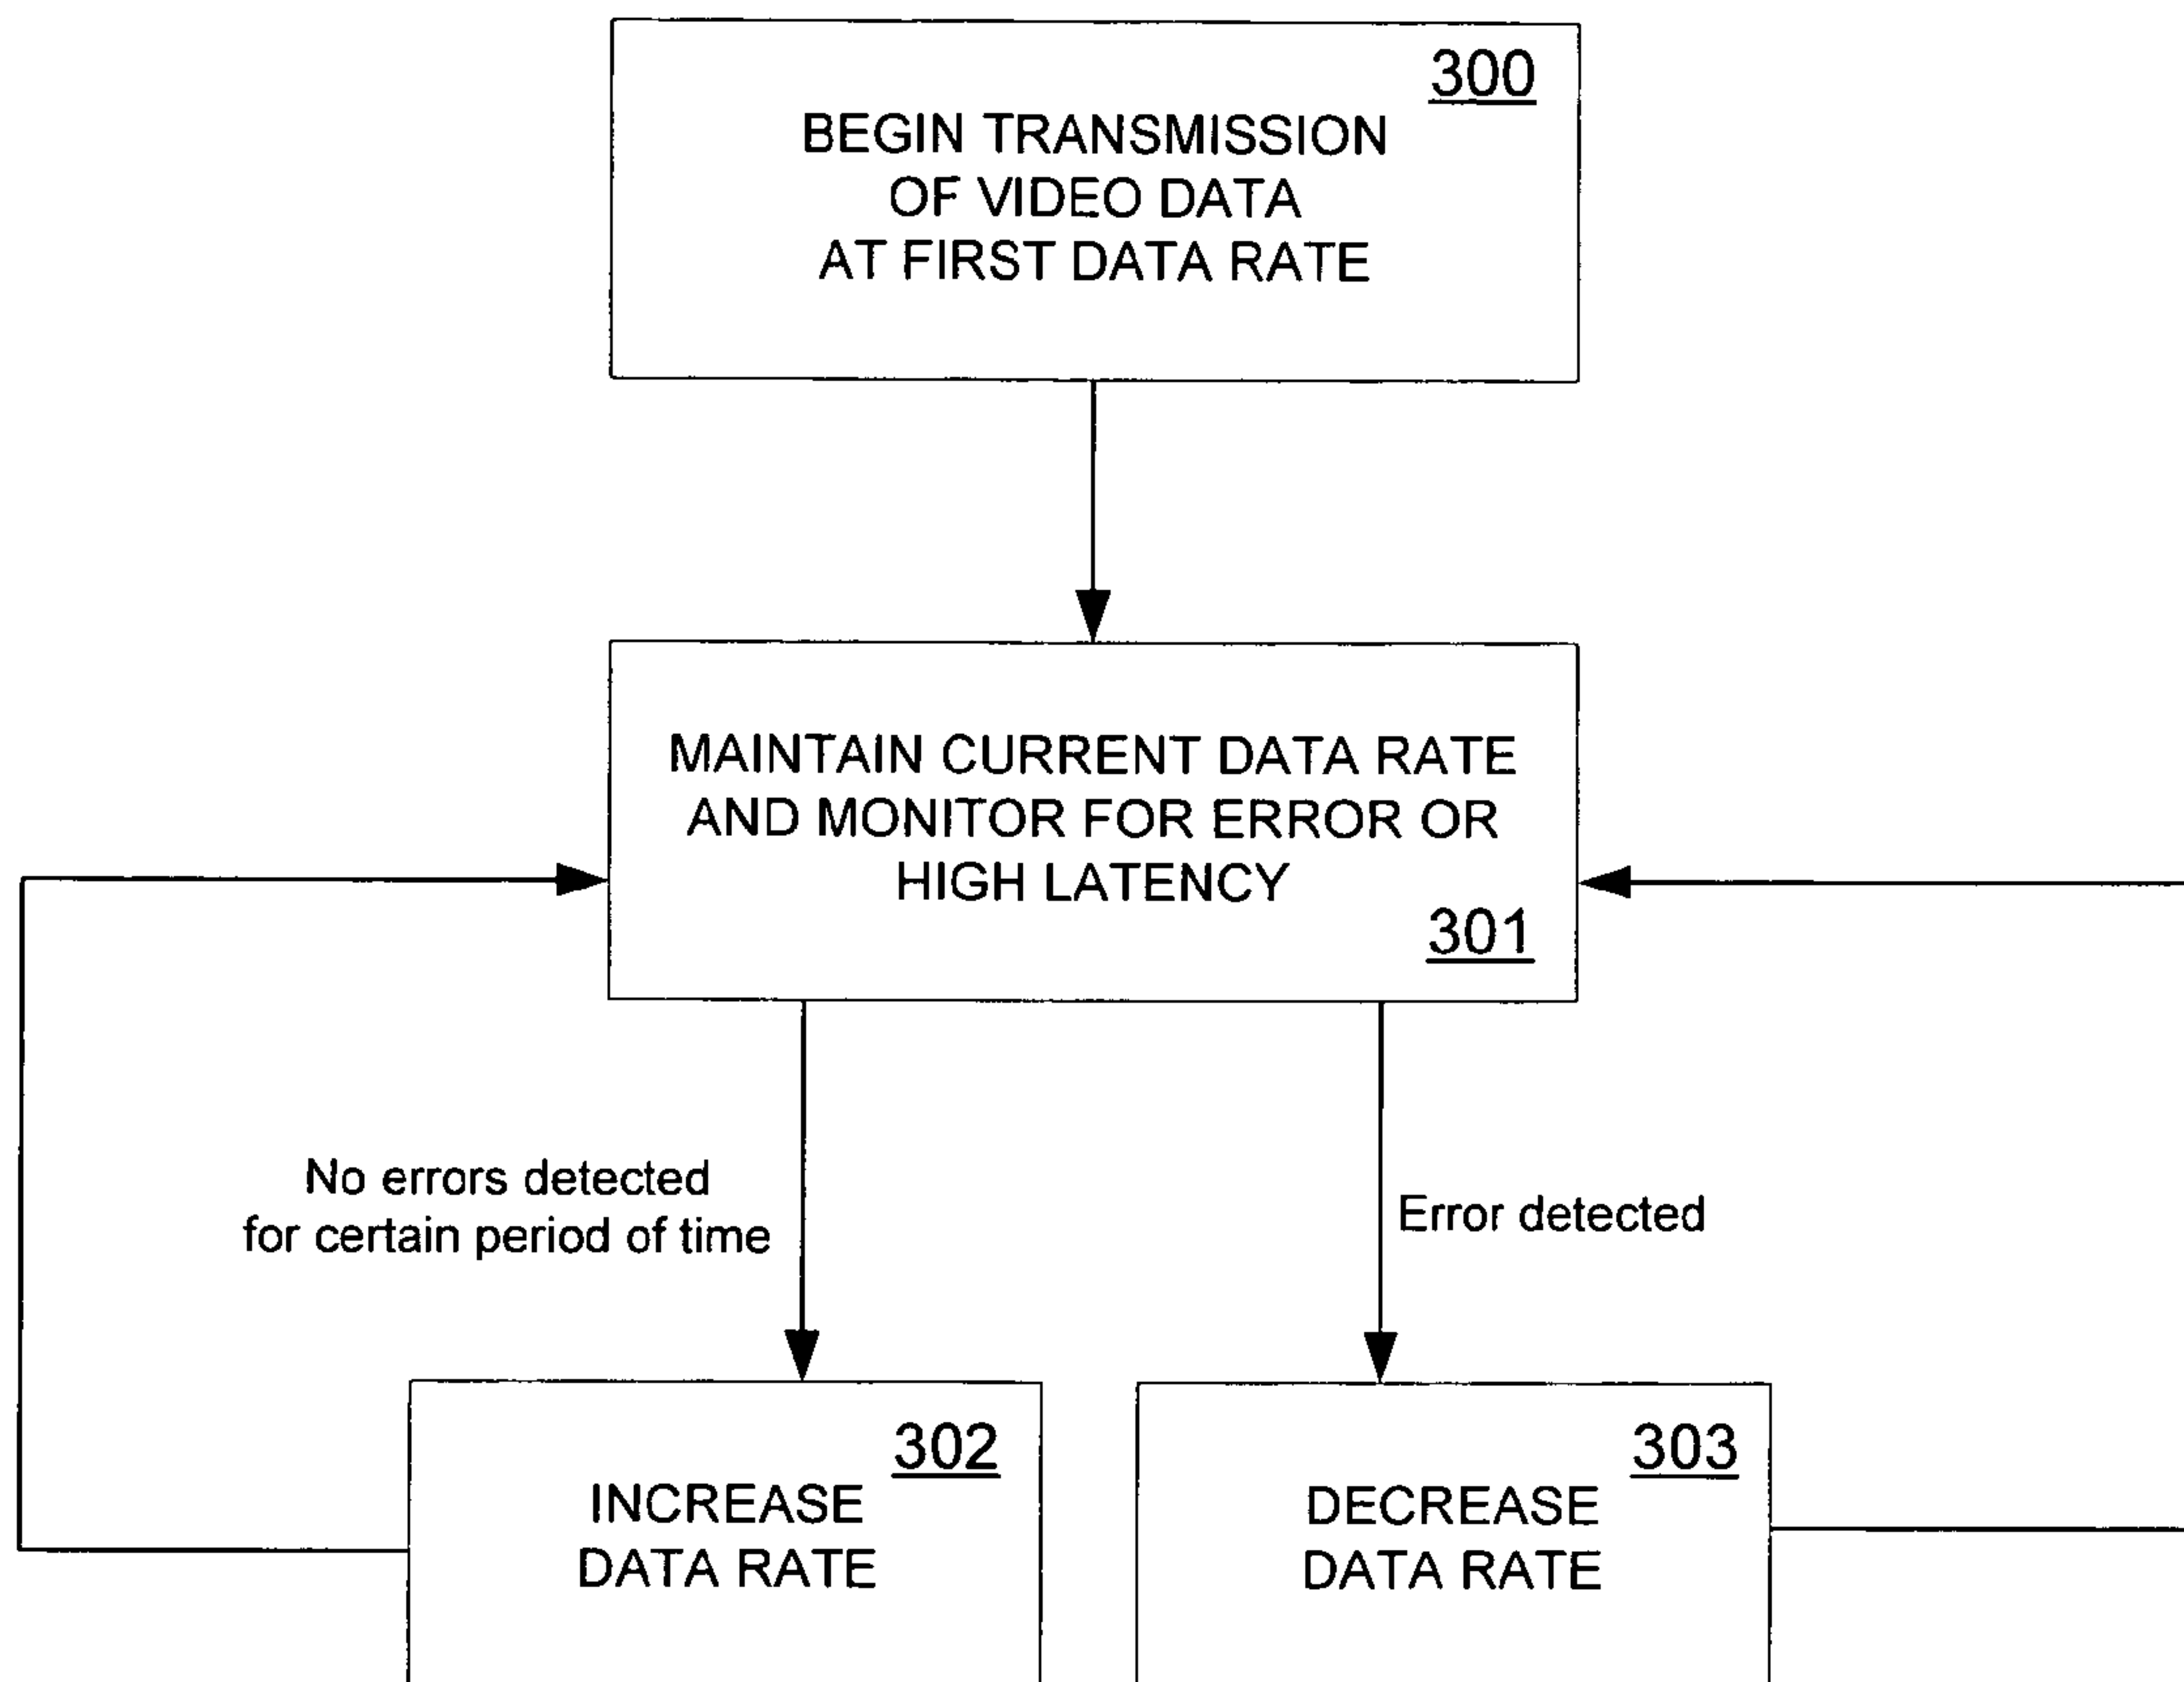 300
BEGIN TRANSMISSION
OF VIDEO DATA
AT FIRST DATA RATE
MAINTAIN CURRENT DATA RATE
AND MONITOR FOR ERROR OR
HIGH LATENCY
301
No errors detected
for certain period of time
Error detected
302
INCREASE
DATA RATE
303
DECREASE
DATA RATE